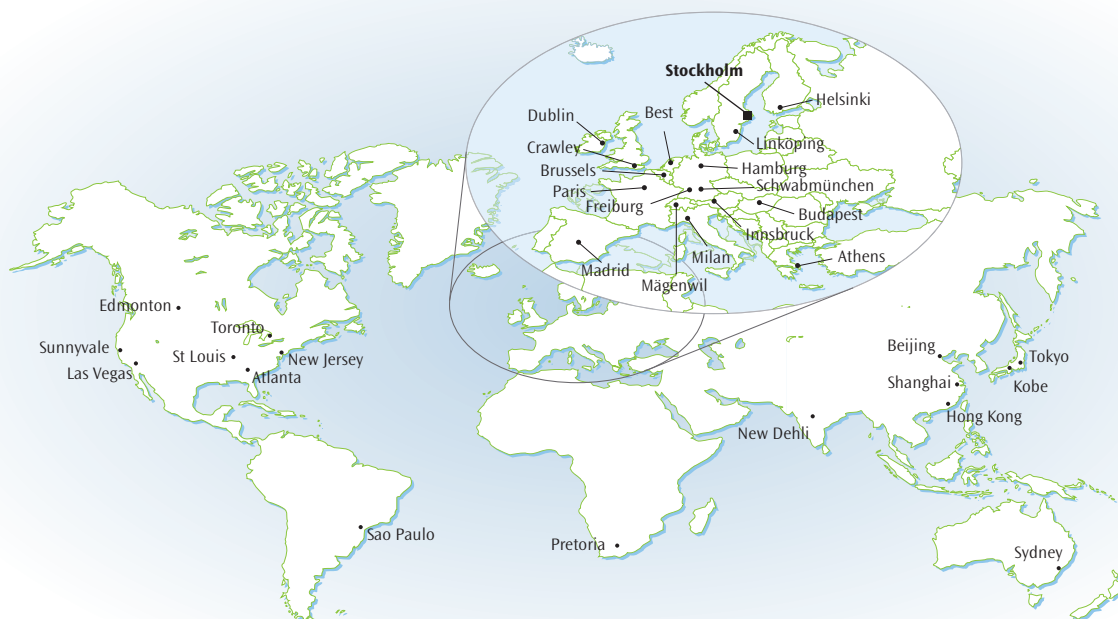 Stockholm
Helsinki
Dublin
Best
Linköping
Crawley
Brussels
Hamburg
Paris
Schwabmünchen
Freiburg
Budapest
Innsbruck
Milan
Athens
Madrid
Mägenwil
Edmonton
Toronto
Sunnyvale
St Louis
New Jersey
Las Vegas
Atlanta
Beijing
Tokyo
Shanghai
Kobe
Hong Kong
New Dehli
Sao Paulo
Pretoria
Sydney